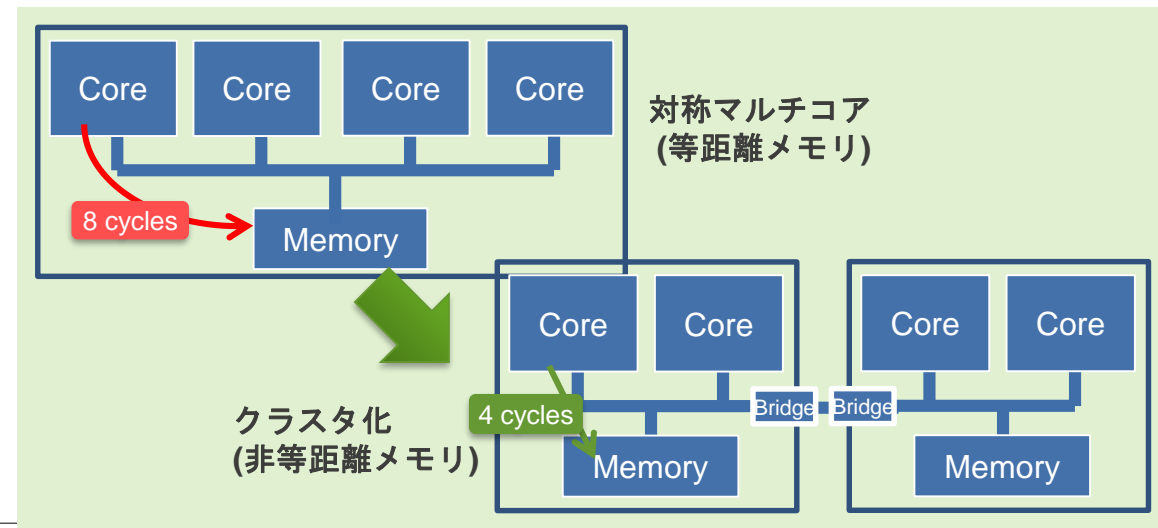 Core
Core
Core
Core
対称マルチコア
(等距離メモリ)
8 cycles
Memory
Core
Core
Core
Core
Bridge
Bridge
クラスタ化
(非等距離メモリ)
4 cycles
Memory
Memory